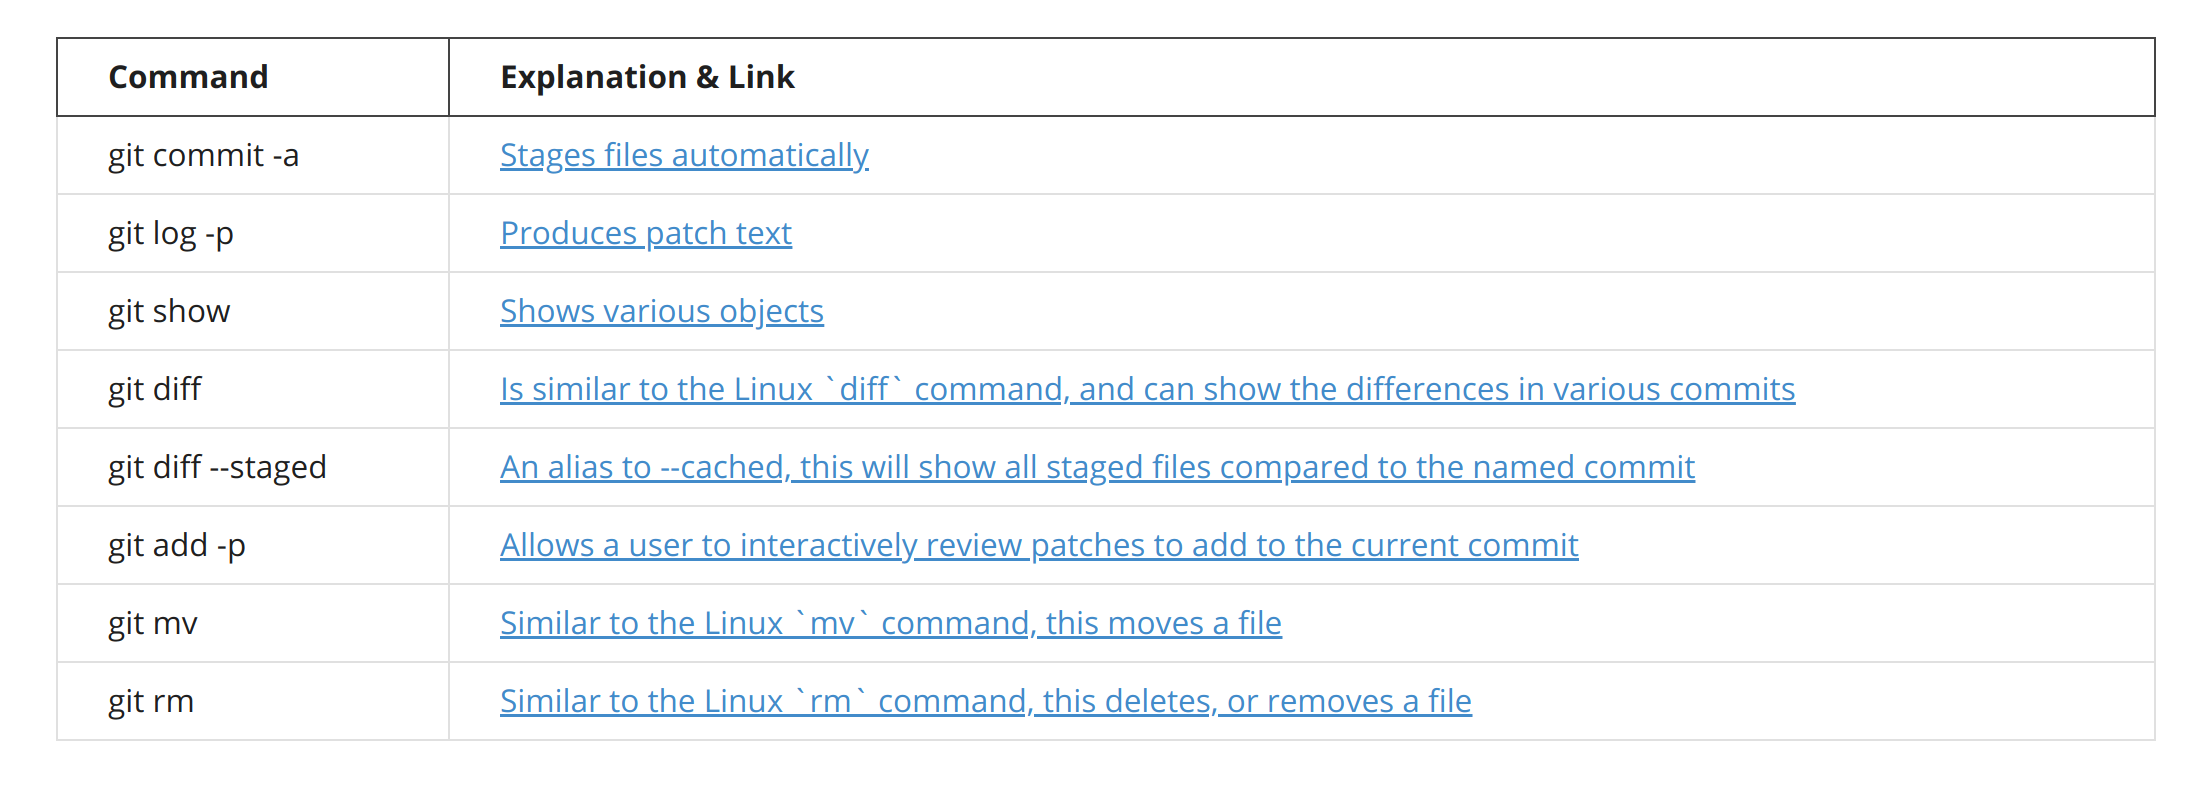 Command Explanation & Link
git commit -a Stages files automatically
git log -p Produces patch text
git show Shows various objects
git diff Is similar to the Linux `diff` command, and can show the differences in various commits
git diff --staged An alias to --cached, this will show all staged files compared to the named commit
git add -p Allows a user to interactively review patches to add to the current commit
git mv Similar to the Linux `mv` command, this moves a file
git rm Similar to the Linux `rm` command, this deletes, or removes a file